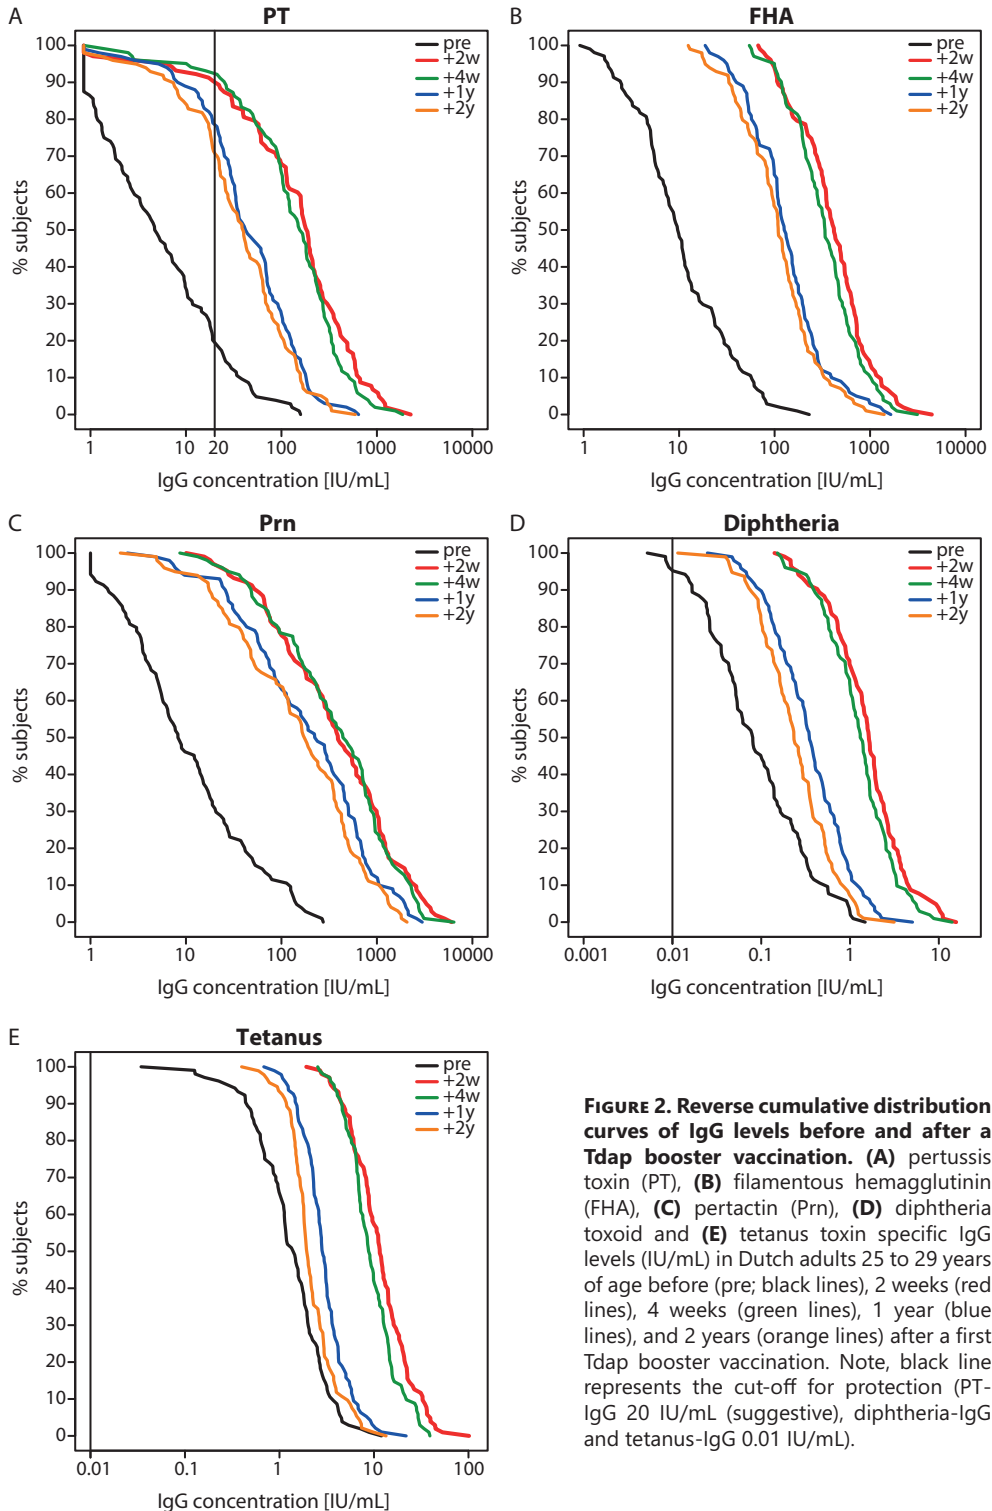 A
PT
% subjects
100
90
80
70
60
50
40
30
20
10
0
pre
+2w
+4w
+1y
+2y
1
10
20
100
1000
10000
IgG concentration [IU/mL]
B
FHA
% subjects
100
90
80
70
60
50
40
30
20
10
0
pre
+2w
+4w
+1y
+2y
1
10
100
1000
10000
IgG concentration [IU/mL]
C
Prn
% subjects
100
90
80
70
60
50
40
30
20
10
0
pre
+2w
+4w
+1y
+2y
1
10
100
1000
10000
IgG concentration [IU/mL]
D
Diphtheria
% subjects
100
90
80
70
60
50
40
30
20
10
0
pre
+2w
+4w
+1y
+2y
0.001
0.01
0.1
1
10
IgG concentration [IU/mL]
E
Tetanus
% subjects
100
90
80
70
60
50
40
30
20
10
0
pre
+2w
+4w
+1y
+2y
0.01
0.1
1
10
100
IgG concentration [IU/mL]
FIGURE 2. Reverse cumulative distribution
curves of IgG levels before and after a
Tdap booster vaccination. (A) pertussis
toxin (PT), (B) filamentous hemagglutinin
(FHA), (C) pertactin (Prn), (D) diphtheria
toxoid and (E) tetanus toxin specific IgG
levels (IU/mL) in Dutch adults 25 to 29 years
of age before (pre; black lines), 2 weeks (red
lines), 4 weeks (green lines), 1 year (blue
lines), and 2 years (orange lines) after a first
Tdap booster vaccination. Note, black line
represents the cut-off for protection (PT-
IgG 20 IU/mL (suggestive), diphtheria-IgG
and tetanus-IgG 0.01 IU/mL).